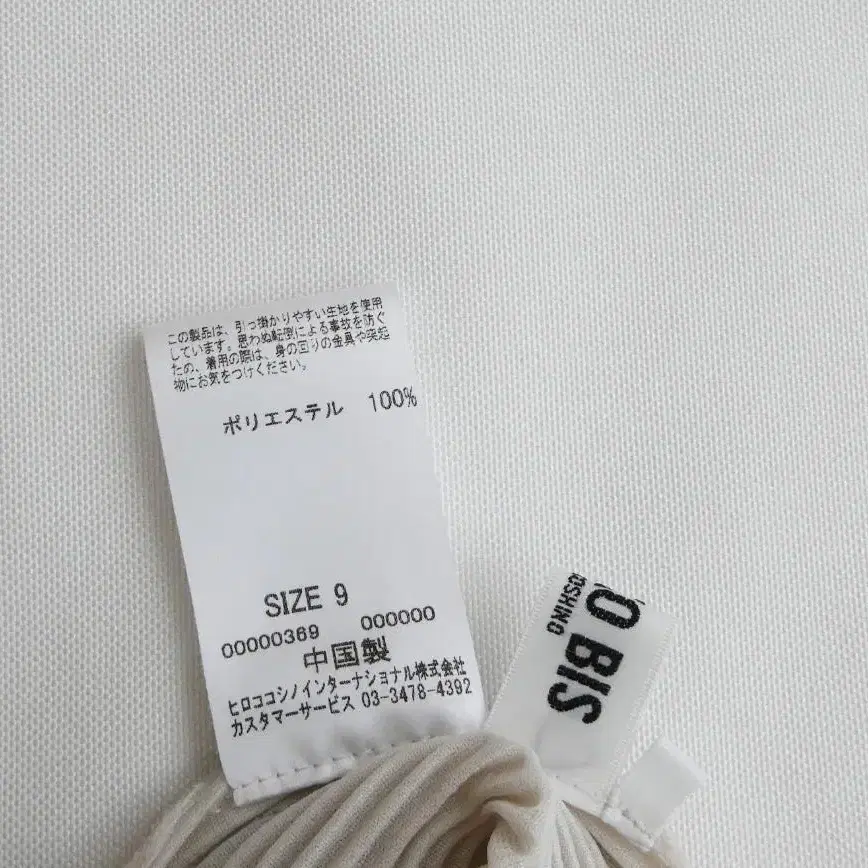 この製品は、引っ掛かりやすい生地を使用
しています。思わぬ転倒による事故を防ぐ
たの、着用の際は、身の回りの金具や突起
物にお気をつけください。
ポリエステル 100%
SIZE 9
00000369 000000
中国製
ヒロココシノインターナショナル株式会社
カスタマーサービス 03-3478-4392
O BIS
OSHINO